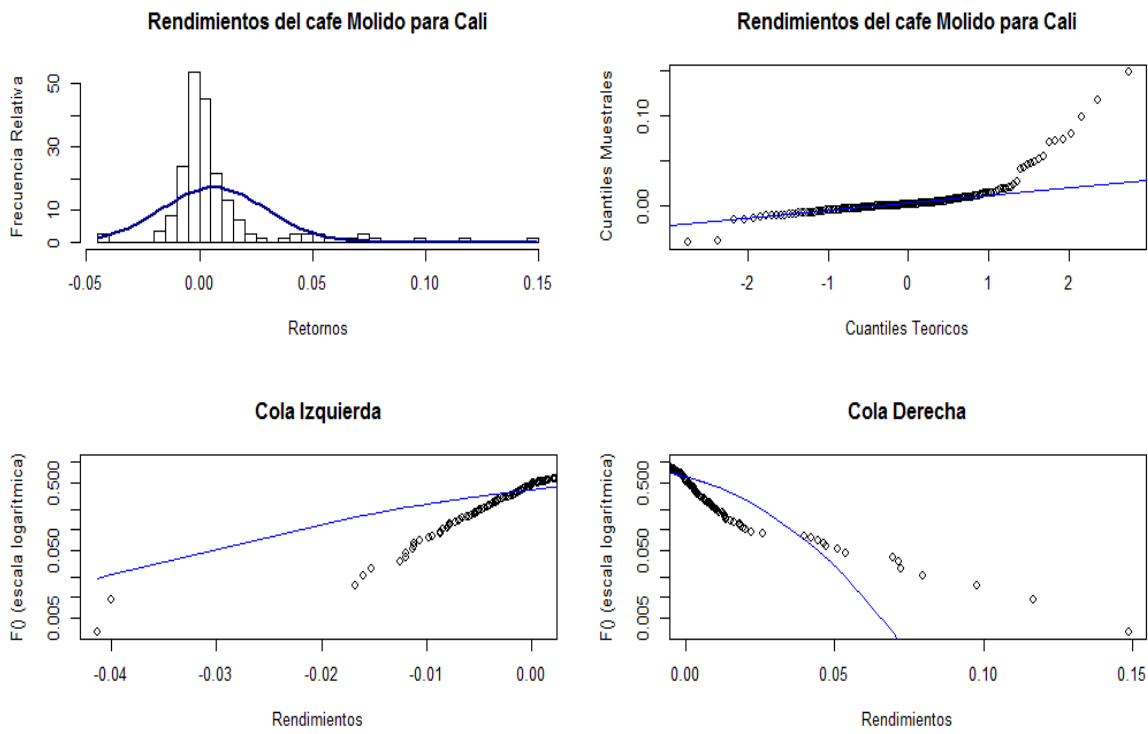 Rendimientos del cafe Molido para Cali
Frecuencia Relativa
0 10 30 50
-0.05 0.00 0.05 0.10 0.15
Retornos
Rendimientos del cafe Molido para Cali
Cuantiles Muestrales
0.00 0.10
-2 -1 0 1 2
Cuantiles Teoricos
Cola Izquierda
F() (escala logarítmica)
0.005 0.050 0.500
-0.04 -0.03 -0.02 -0.01 0.00
Rendimientos
Cola Derecha
F() (escala logarítmica)
0.005 0.050 0.500
0.00 0.05 0.10 0.15
Rendimientos